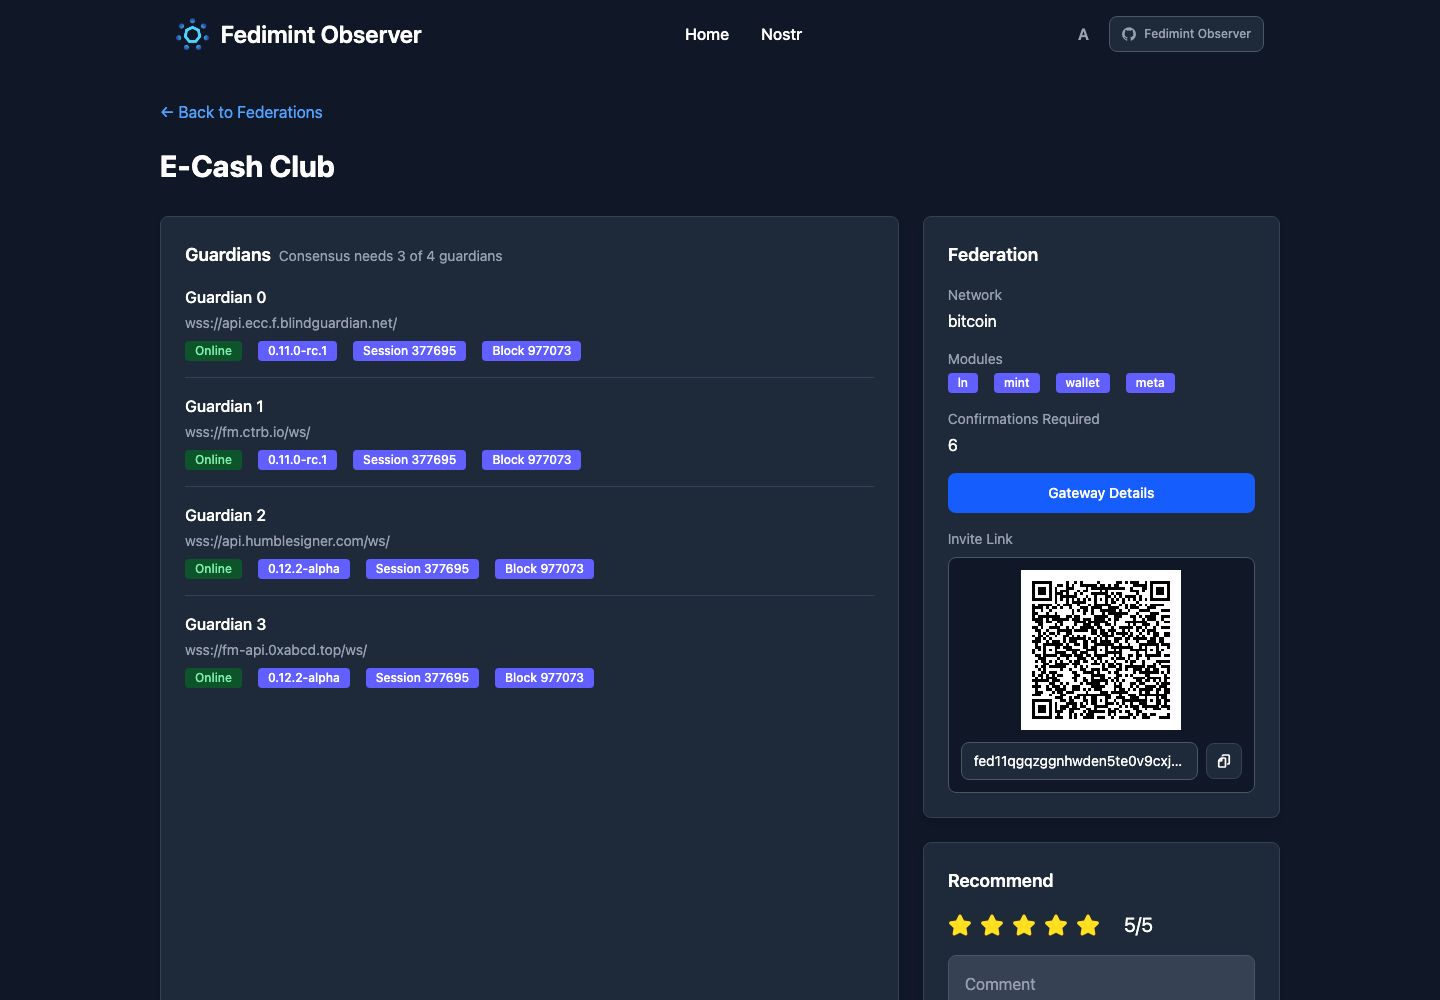 Fedimint Observer
Home
Nostr
A
Fedimint Observer
← Back to Federations
E-Cash Club
Guardians Consensus needs 3 of 4 guardians
Guardian 0
wss://api.ecc.f.blindguardian.net/
Online 0.11.0-rc.1 Session 377695 Block 977073
Guardian 1
wss://fm.ctrb.io/ws/
Online 0.11.0-rc.1 Session 377695 Block 977073
Guardian 2
wss://api.humblesigner.com/ws/
Online 0.12.2-alpha Session 377695 Block 977073
Guardian 3
wss://fm-api.0xabcd.top/ws/
Online 0.12.2-alpha Session 377695 Block 977073
Federation
Network
bitcoin
Modules
ln mint wallet meta
Confirmations Required
6
Gateway Details
Invite Link
fed11qgqzggnhwden5te0v9cxj...
Recommend
5/5
Comment